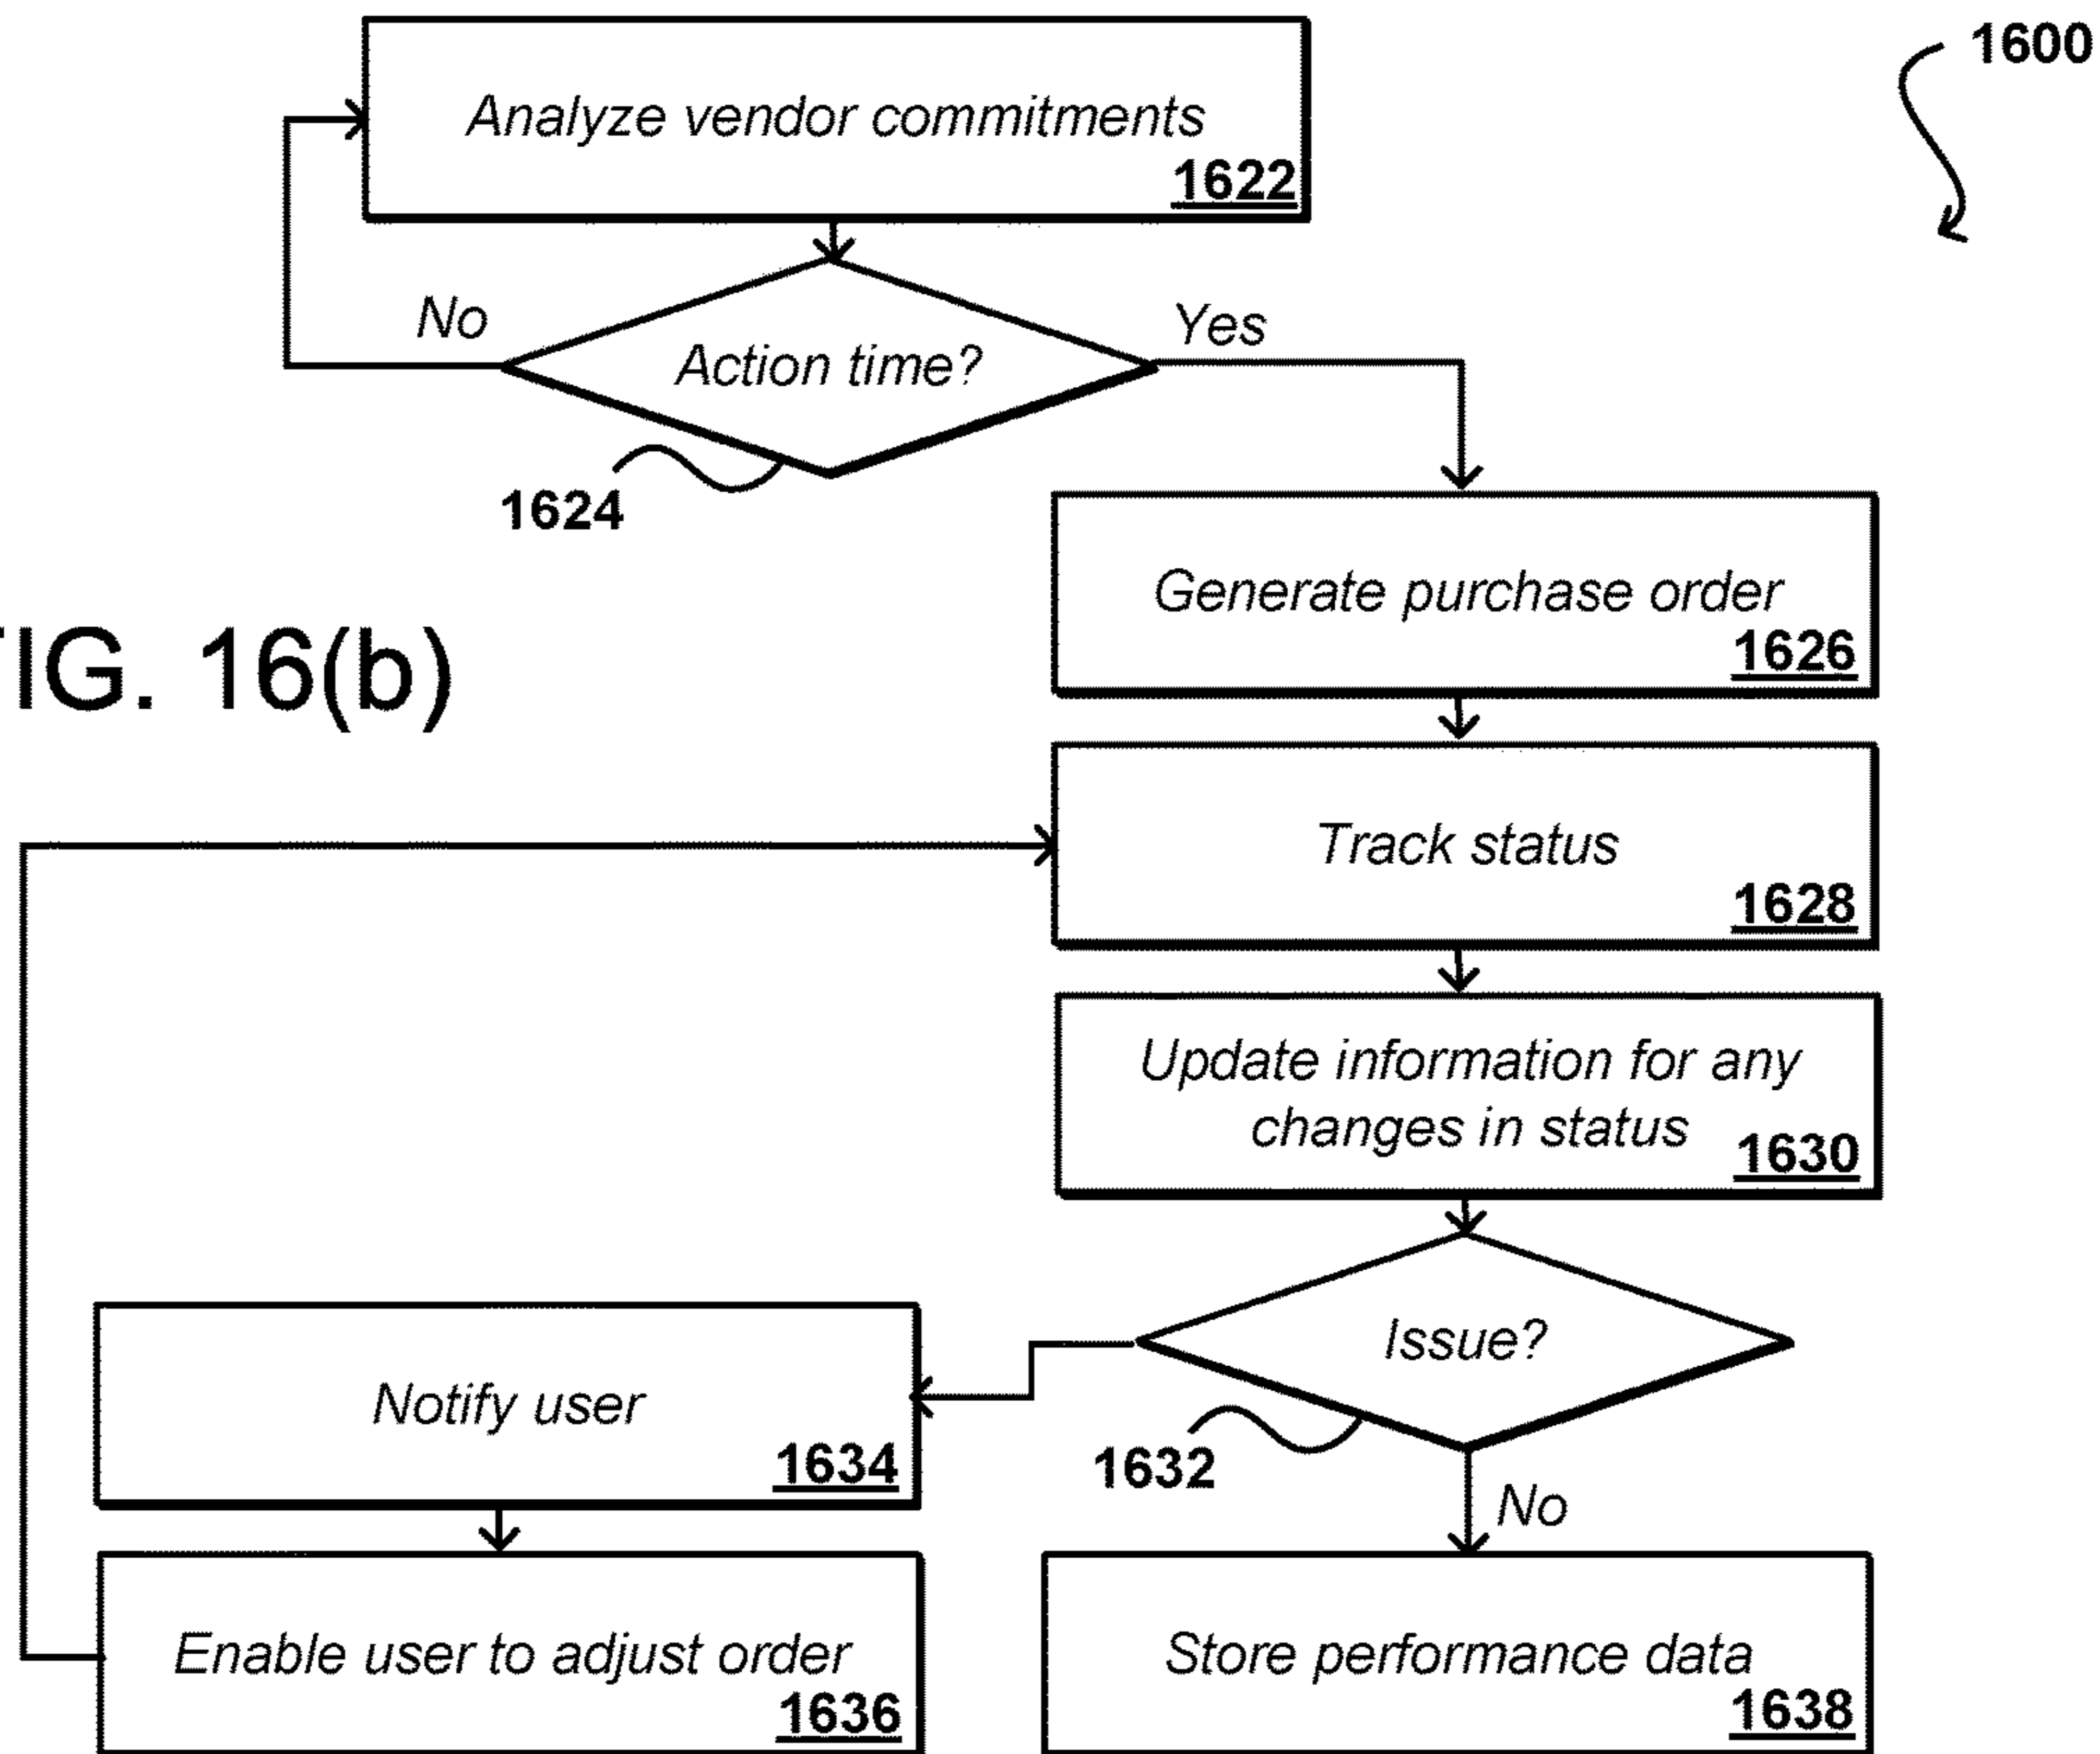 1600
Analyze vendor commitments
1622
No
Yes
Action time?
1624
Generate purchase order
1626
FIG. 16(b)
Track status
1628
Update information for any
changes in status
1630
Issue?
Notify user
1634
1632
No
Enable user to adjust order
1636
Store performance data
1638